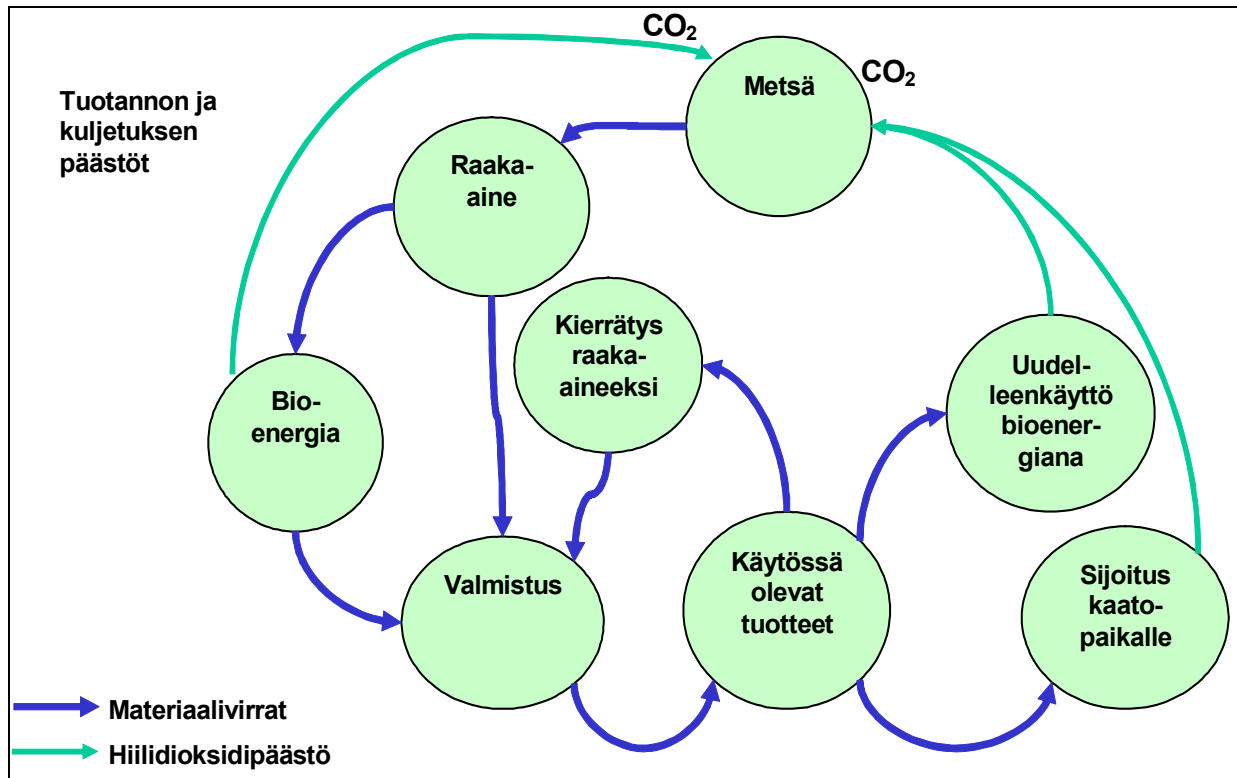 CO₂
Metsä
CO₂
Tuotannon ja
kuljetuksen
päästöt
Raaka-
aine
Kierrätys
raaka-
aineeksi
Uudel-
leenkäyttö
bioener-
giana
Bio-
energia
Valmistus
Käytössä
olevat
tuotteet
Sijoitus
kaato-
paikalle
Materiaalivirrat
Hiilidioksidipäästö